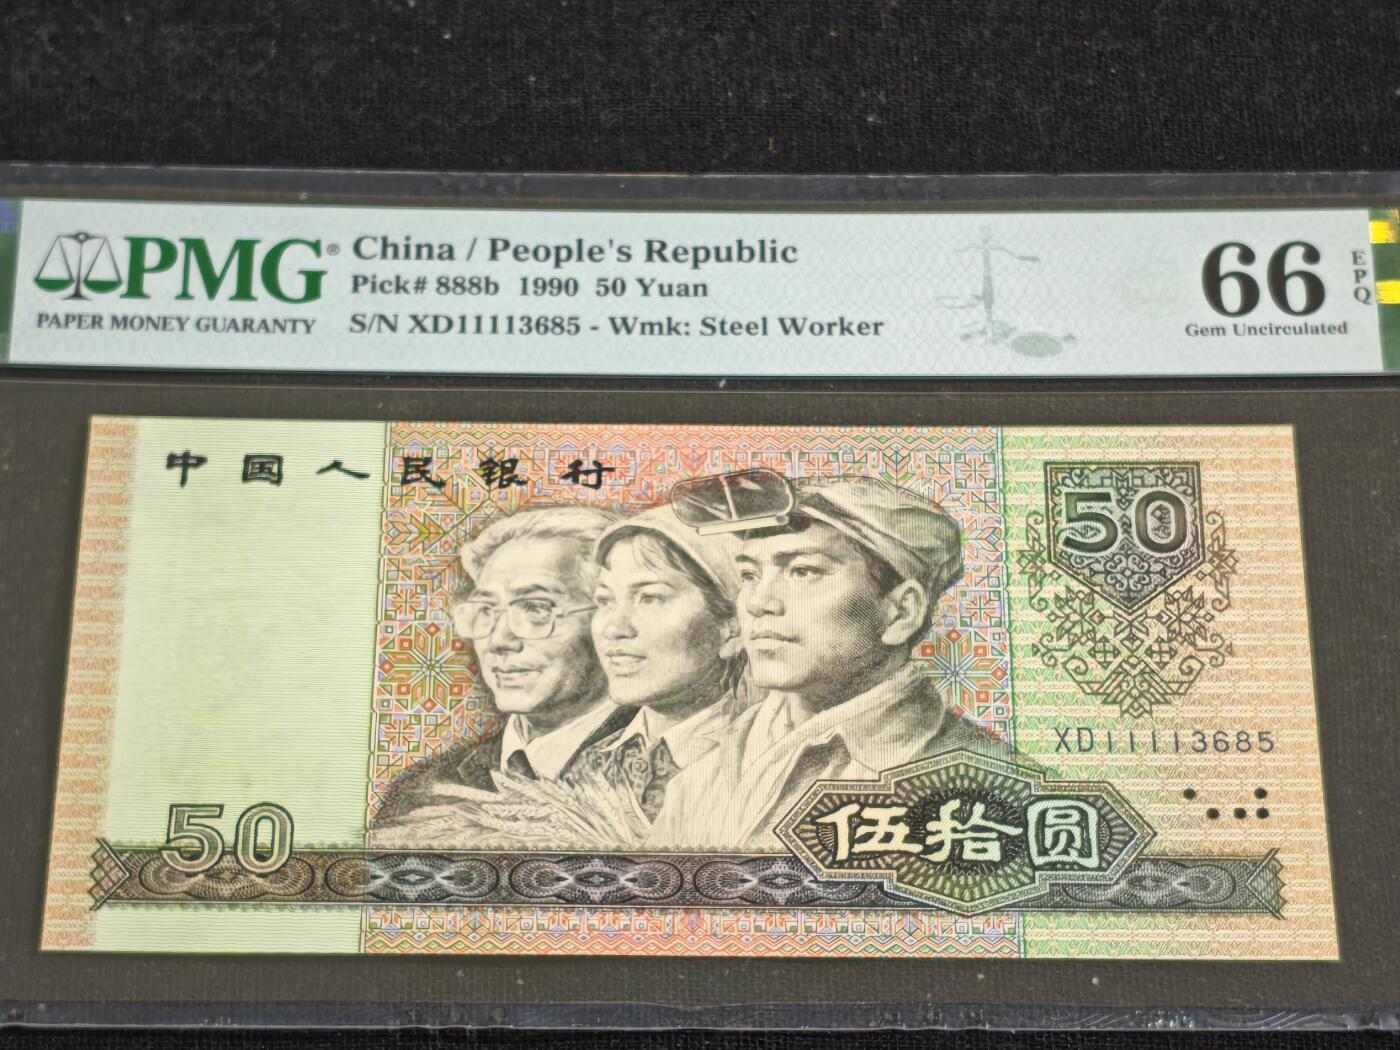 PMG®
PAPER MONEY GUARANTY
China / People's Republic
Pick# 888b 1990 50 Yuan
S/N XD11113685 - Wmk: Steel Worker
66
EPQ
Gem Uncirculated
中国人民银行
50
XD11113685
50
伍拾圆